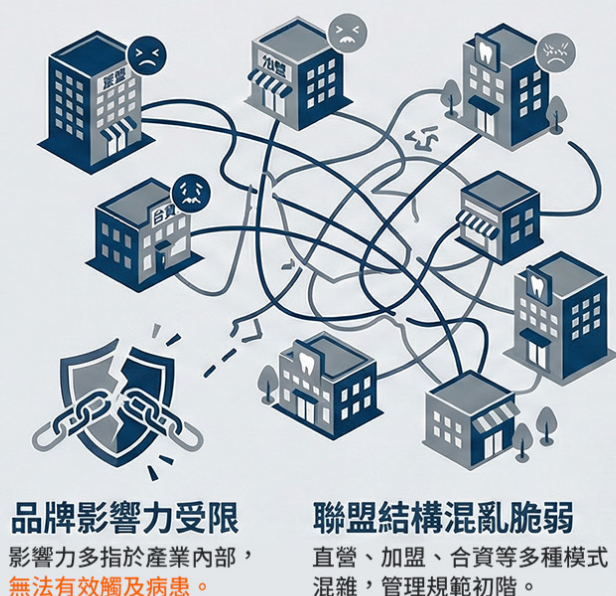 品牌影響力受限
影響力多指於產業內部，
無法有效觸及病患。
聯盟結構混亂脆弱
直營、加盟、合資等多種模式
混雜，管理規範初階。